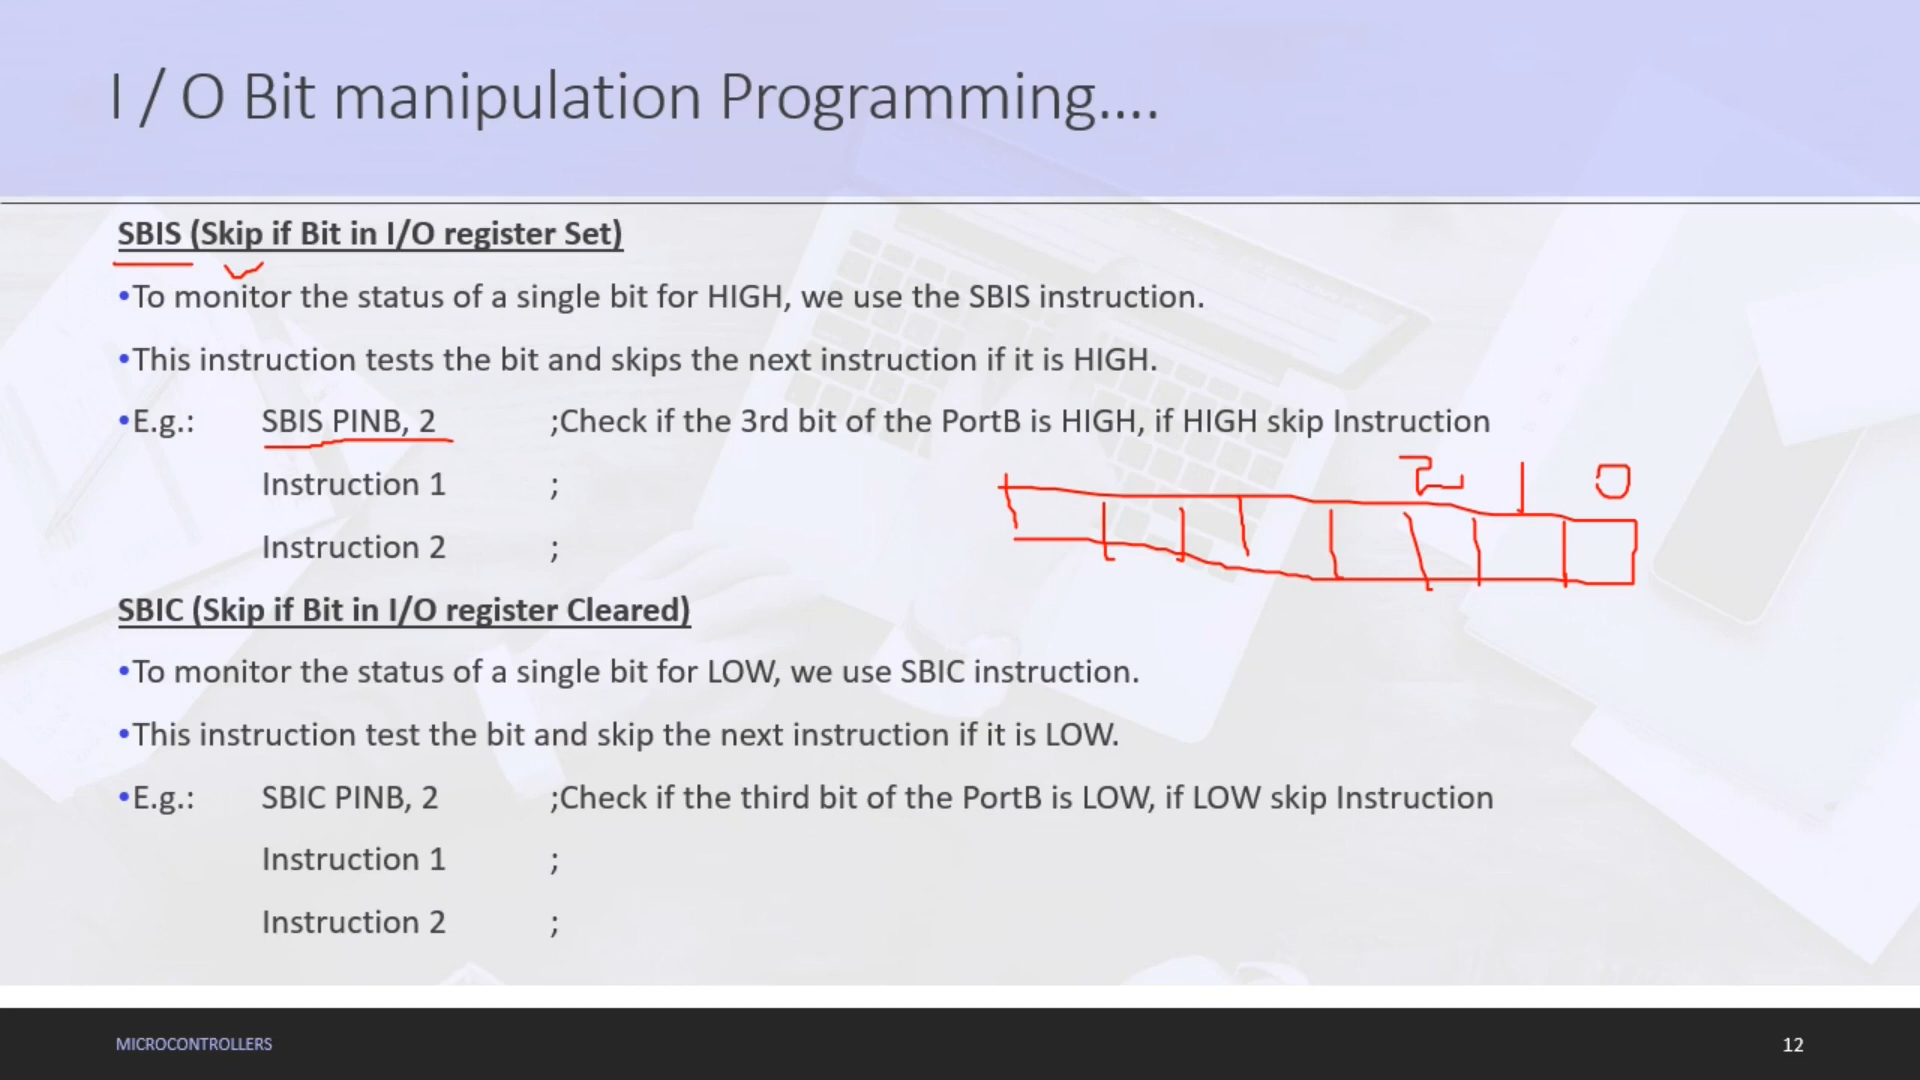 I / O Bit manipulation Programming....
SBIS (Skip if Bit in I/O register Set)
•To monitor the status of a single bit for HIGH, we use the SBIS instruction.
•This instruction tests the bit and skips the next instruction if it is HIGH.
•E.g.: SBIS PINB, 2 ;Check if the 3rd bit of the PortB is HIGH, if HIGH skip Instruction
Instruction 1 ;
2 1 0
Instruction 2 ;
SBIC (Skip if Bit in I/O register Cleared)
•To monitor the status of a single bit for LOW, we use SBIC instruction.
•This instruction test the bit and skip the next instruction if it is LOW.
•E.g.: SBIC PINB, 2 ;Check if the third bit of the PortB is LOW, if LOW skip Instruction
Instruction 1 ;
Instruction 2 ;
MICROCONTROLLERS 12